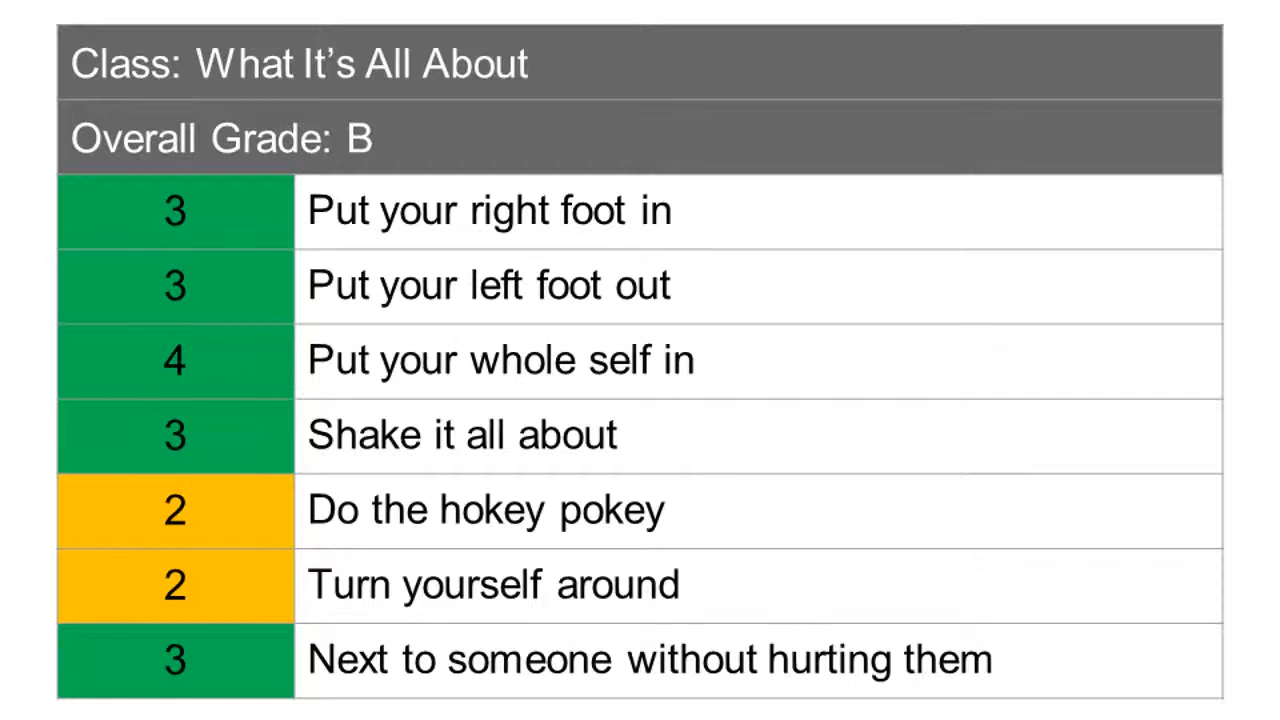 Class: What It’s All About
Overall Grade: B
3 Put your right foot in
3 Put your left foot out
4 Put your whole self in
3 Shake it all about
2 Do the hokey pokey
2 Turn yourself around
3 Next to someone without hurting them